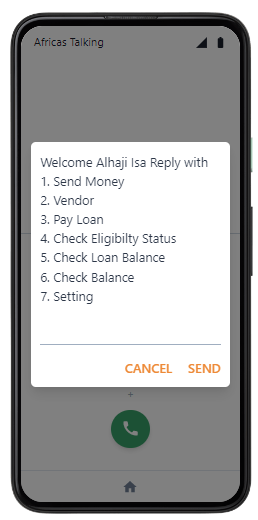 Africas Talking
Welcome Alhaji Isa Reply with
1. Send Money
2. Vendor
3. Pay Loan
4. Check Eligibilty Status
5. Check Loan Balance
6. Check Balance
7. Setting
CANCEL SEND
+